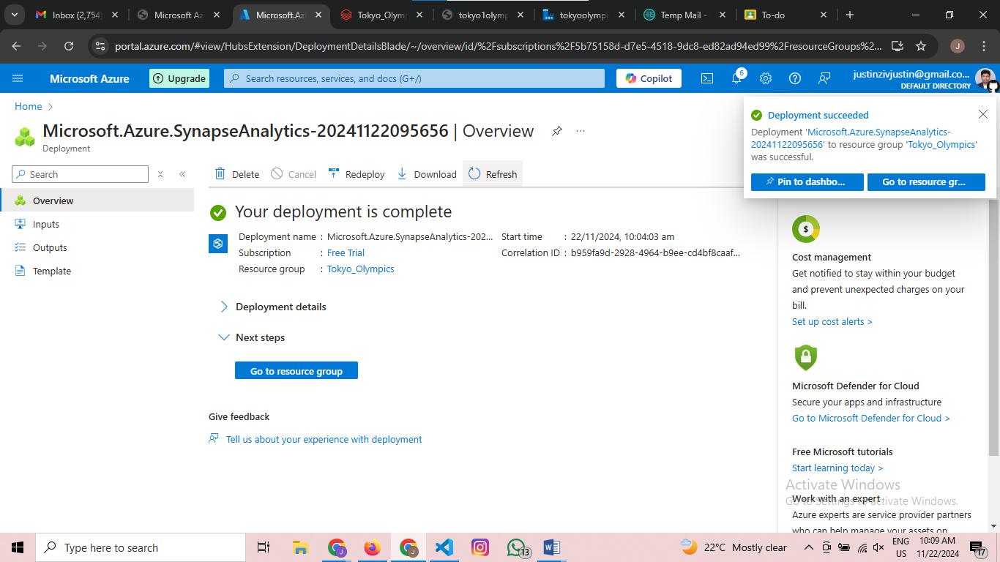 Inbox (2,754)
Microsoft Az
Microsoft.Az
Tokyo_Olymp
tokyo1olymp
tokyoolympi
Temp Mail -
To-do
portal.azure.com/#view/HubsExtension/DeploymentDetailsBlade/~/overview/id/%2Fsubscriptions%2F5b75158d-d7e5-4518-9dc8-ed82ad94ed99%2FresourceGroups%2...
J
Microsoft Azure
Upgrade
Search resources, services, and docs (G+/)
Copilot
6
justinzivjustin@gmail.co...
DEFAULT DIRECTORY
Home
Microsoft.Azure.SynapseAnalytics-20241122095656 | Overview
...
Deployment
Deployment succeeded
Deployment 'Microsoft.Azure.SynapseAnalytics-
20241122095656' to resource group 'Tokyo_Olympics'
was successful.
Pin to dashbo...
Go to resource gr...
Search
Overview
Inputs
Outputs
Template
Delete
Cancel
Redeploy
Download
Refresh
Your deployment is complete
Deployment name : Microsoft.Azure.SynapseAnalytics-202...
Subscription : Free Trial
Resource group : Tokyo_Olympics
Start time : 22/11/2024, 10:04:03 am
Correlation ID : b959fa9d-2928-4964-b9ee-cd4bf8caaf...
Deployment details
Next steps
Go to resource group
Give feedback
Tell us about your experience with deployment
$
Cost management
Get notified to stay within your budget
and prevent unexpected charges on your
bill.
Set up cost alerts >
Microsoft Defender for Cloud
Secure your apps and infrastructure
Go to Microsoft Defender for Cloud >
Free Microsoft tutorials
Start learning today >
Activate Windows
Go to Settings to activate Windows.
Work with an expert
Azure experts are service provider partners
who can help manage your assets on
Type here to search
J
13
22°C Mostly clear
ENG
US
10:09 AM
11/22/2024
17